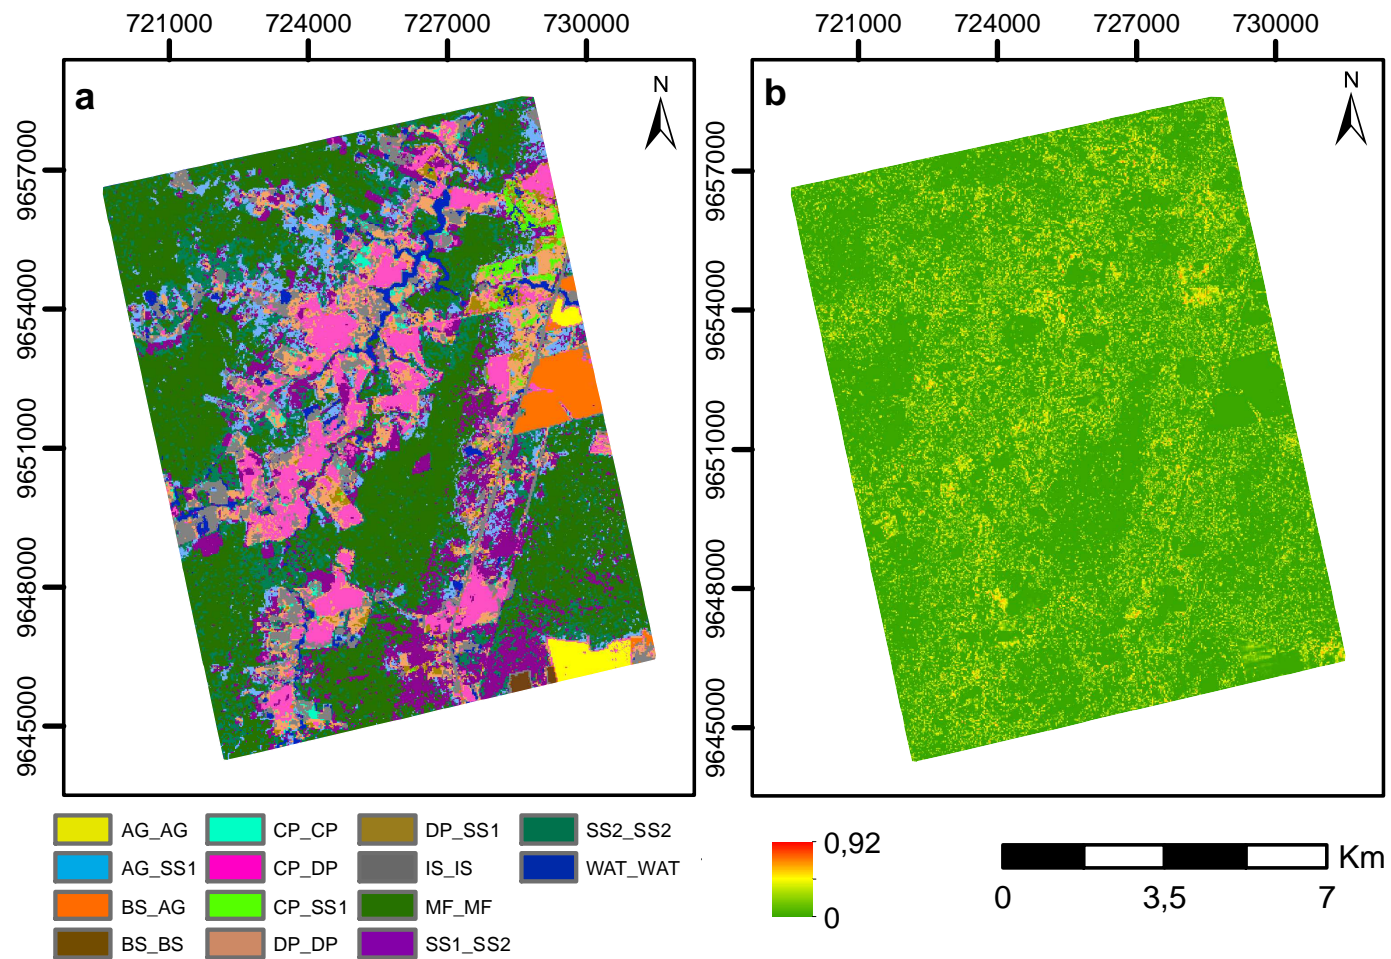 721000 724000 727000 730000
721000 724000 727000 730000
a
N
b
N
9657000
9654000
9651000
9648000
9645000
9657000
9654000
9651000
9648000
9645000
AG_AG CP_CP DP_SS1 SS2_SS2
AG_SS1 CP_DP IS_IS WAT_WAT
BS_AG CP_SS1 MF_MF
BS_BS DP_DP SS1_SS2
0,92
0
Km
0 3,5 7